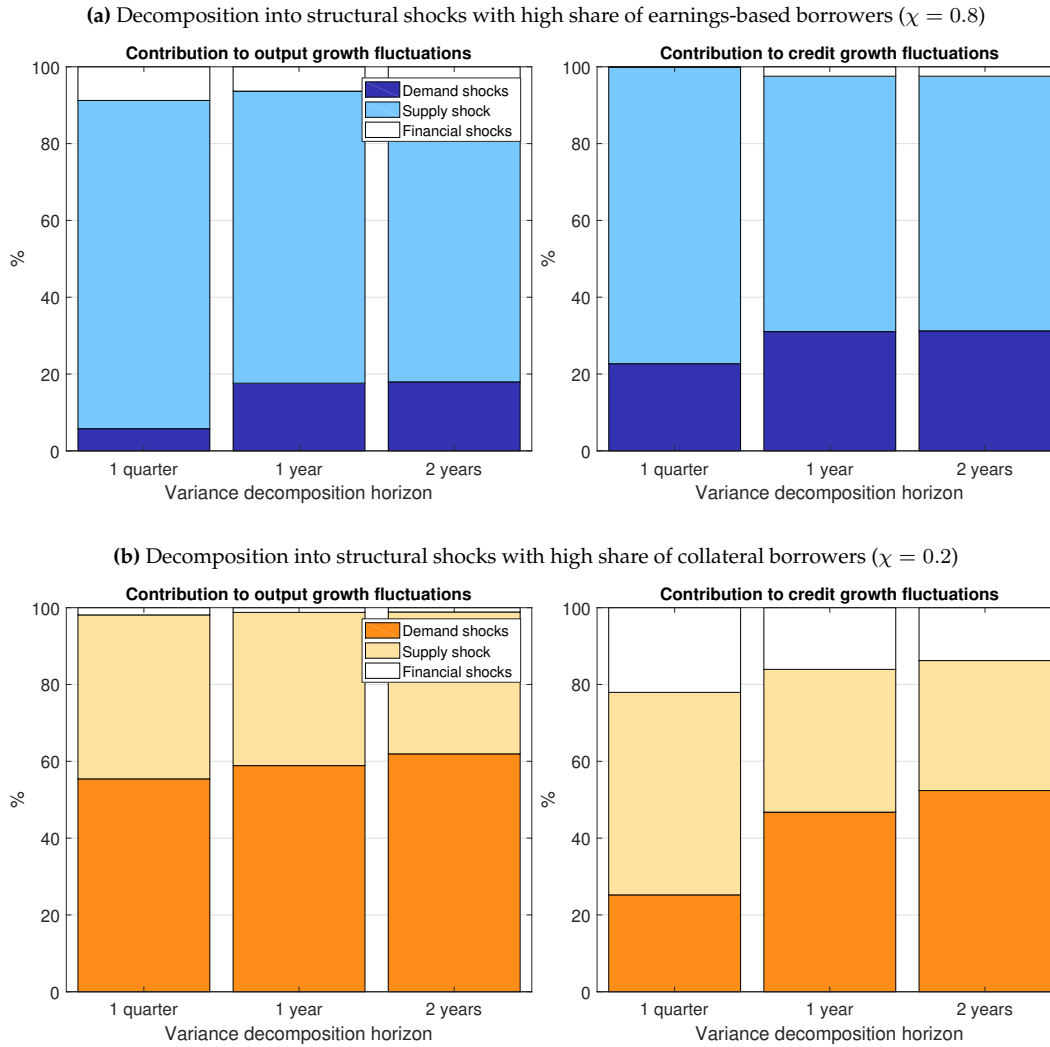 (a) Decomposition into structural shocks with high share of earnings-based borrowers (χ = 0.8)
Contribution to output growth fluctuations
100
80
60
40
20
0
%
Demand shocks
Supply shock
Financial shocks
1 quarter 1 year 2 years
Variance decomposition horizon
Contribution to credit growth fluctuations
100
80
60
40
20
0
%
1 quarter 1 year 2 years
Variance decomposition horizon
(b) Decomposition into structural shocks with high share of collateral borrowers (χ = 0.2)
Contribution to output growth fluctuations
100
80
60
40
20
0
%
Demand shocks
Supply shock
Financial shocks
1 quarter 1 year 2 years
Variance decomposition horizon
Contribution to credit growth fluctuations
100
80
60
40
20
0
%
1 quarter 1 year 2 years
Variance decomposition horizon